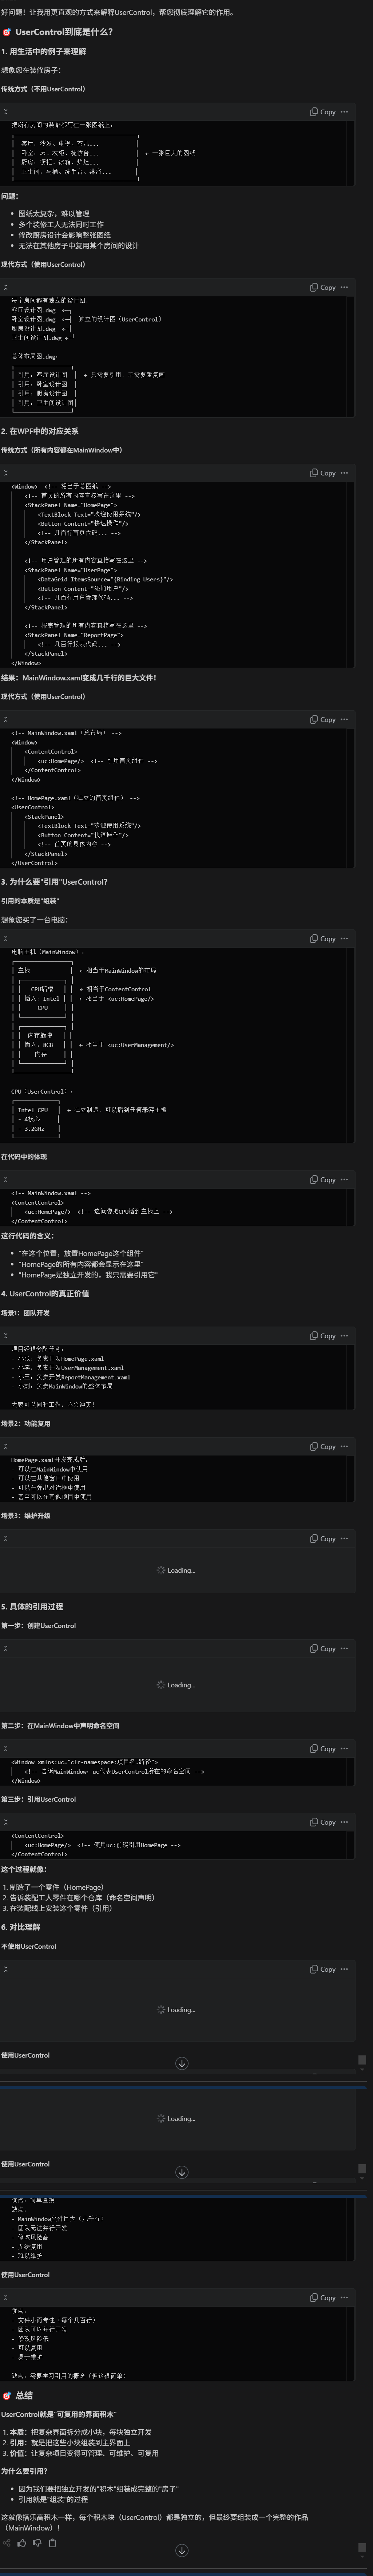 好问题！让我用更直观的方式来解释UserControl，帮您彻底理解它的作用。
🎯 UserControl到底是什么？
1. 用生活中的例子来理解
想象您在装修房子：
传统方式（不用UserControl）
Copy ···
把所有房间的装修都写在一张图纸上：
客厅：沙发、电视、茶几...
卧室：床、衣柜、梳妆台... ← 一张巨大的图纸
厨房：橱柜、冰箱、炉灶...
卫生间：马桶、洗手台、淋浴...
问题：
• 图纸太复杂，难以管理
• 多个装修工人无法同时工作
• 修改厨房设计会影响整张图纸
• 无法在其他房子中复用某个房间的设计
现代方式（使用UserControl）
Copy ···
每个房间都有独立的设计图：
客厅设计图.dwg ←┐
卧室设计图.dwg ←┤ 独立的设计图（UserControl）
厨房设计图.dwg ←┤
卫生间设计图.dwg ←┘
总体布局图.dwg：
引用：客厅设计图 ← 只需要引用，不需要重复画
引用：卧室设计图
引用：厨房设计图
引用：卫生间设计图
2. 在WPF中的对应关系
传统方式（所有内容都在MainWindow中）
Copy ···
<Window> <!-- 相当于总图纸 -->
<!-- 首页的所有内容直接写在这里 -->
<StackPanel Name="HomePage">
<TextBlock Text="欢迎使用系统"/>
<Button Content="快速操作"/>
<!-- 几百行首页代码... -->
</StackPanel>
<!-- 用户管理的所有内容直接写在这里 -->
<StackPanel Name="UserPage">
<DataGrid ItemsSource="{Binding Users}"/>
<Button Content="添加用户"/>
<!-- 几百行用户管理代码... -->
</StackPanel>
<!-- 报表管理的所有内容直接写在这里 -->
<StackPanel Name="ReportPage">
<!-- 几百行报表代码... -->
</StackPanel>
</Window>
结果：MainWindow.xaml变成几千行的巨大文件！
现代方式（使用UserControl）
Copy ···
<!-- MainWindow.xaml（总布局） -->
<Window>
<ContentControl>
<uc:HomePage/> <!-- 引用首页组件 -->
</ContentControl>
</Window>
<!-- HomePage.xaml（独立的首页组件） -->
<UserControl>
<StackPanel>
<TextBlock Text="欢迎使用系统"/>
<Button Content="快速操作"/>
<!-- 首页的具体内容 -->
</StackPanel>
</UserControl>
3. 为什么要"引用"UserControl？
引用的本质是"组装"
想象您买了一台电脑：
Copy ···
电脑主机（MainWindow）：
主板 ← 相当于MainWindow的布局
CPU插槽 ← 相当于ContentControl
插入：Intel ← 相当于 <uc:HomePage/>
CPU
内存插槽
插入：8GB ← 相当于 <uc:UserManagement/>
内存
CPU（UserControl）：
Intel CPU ← 独立制造，可以插到任何兼容主板
- 4核心
- 3.2GHz
在代码中的体现
Copy ···
<!-- MainWindow.xaml -->
<ContentControl>
<uc:HomePage/> <!-- 这就像把CPU插到主板上 -->
</ContentControl>
这行代码的含义：
• "在这个位置，放置HomePage这个组件"
• "HomePage的所有内容都会显示在这里"
• "HomePage是独立开发的，我只需要引用它"
4. UserControl的真正价值
场景1：团队开发
Copy ···
项目经理分配任务：
- 小张：负责开发HomePage.xaml
- 小李：负责开发UserManagement.xaml
- 小王：负责开发ReportManagement.xaml
- 小刘：负责MainWindow的整体布局
大家可以同时工作，不会冲突！
场景2：功能复用
Copy ···
HomePage.xaml开发完成后：
- 可以在MainWindow中使用
- 可以在其他窗口中使用
- 可以在弹出对话框中使用
- 甚至可以在其他项目中使用
场景3：维护升级
Copy ···
Loading...
5. 具体的引用过程
第一步：创建UserControl
Copy ···
Loading...
第二步：在MainWindow中声明命名空间
Copy ···
<Window xmlns:uc="clr-namespace:项目名.路径">
<!-- 告诉MainWindow：uc代表UserControl所在的命名空间 -->
</Window>
第三步：引用UserControl
Copy ···
<ContentControl>
<uc:HomePage/> <!-- 使用uc:前缀引用HomePage -->
</ContentControl>
这个过程就像：
1. 制造了一个零件（HomePage）
2. 告诉装配工人零件在哪个仓库（命名空间声明）
3. 在装配线上安装这个零件（引用）
6. 对比理解
不使用UserControl
Copy ···
Loading...
使用UserControl
Loading...
使用UserControl
优点：简单直接
缺点：
- MainWindow文件巨大（几千行）
- 团队无法并行开发
- 修改风险高
- 无法复用
- 难以维护
使用UserControl
Copy ···
优点：
- 文件小而专注（每个几百行）
- 团队可以并行开发
- 修改风险低
- 可以复用
- 易于维护
缺点：需要学习引用的概念（但这很简单）
🎯 总结
UserControl就是"可复用的界面积木"
1. 本质：把复杂界面拆分成小块，每块独立开发
2. 引用：就是把这些小块组装到主界面上
3. 价值：让复杂项目变得可管理、可维护、可复用
为什么要引用？
• 因为我们要把独立开发的"积木"组装成完整的"房子"
• 引用就是"组装"的过程
这就像搭乐高积木一样，每个积木块（UserControl）都是独立的，但最终要组装成一个完整的作品
（MainWindow）！